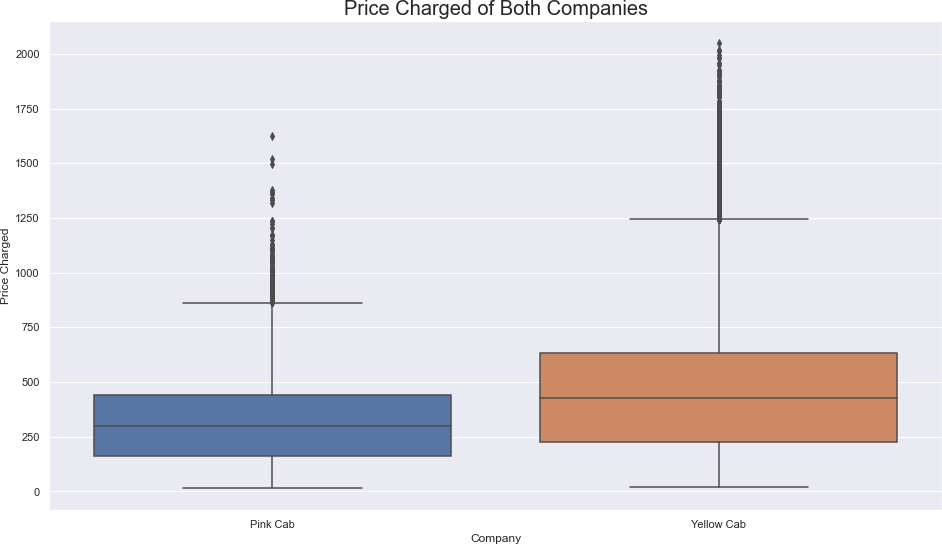 Price Charged of Both Companies
Price Charged
2000
1750
1500
1250
1000
750
500
250
0
Pink Cab
Yellow Cab
Company